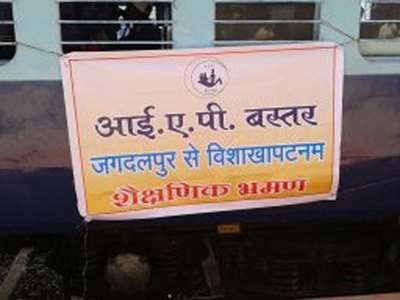 आई.ए.पी. बस्तर
जगदलपुर से विशाखापटनम
शैक्षणिक भ्रमण